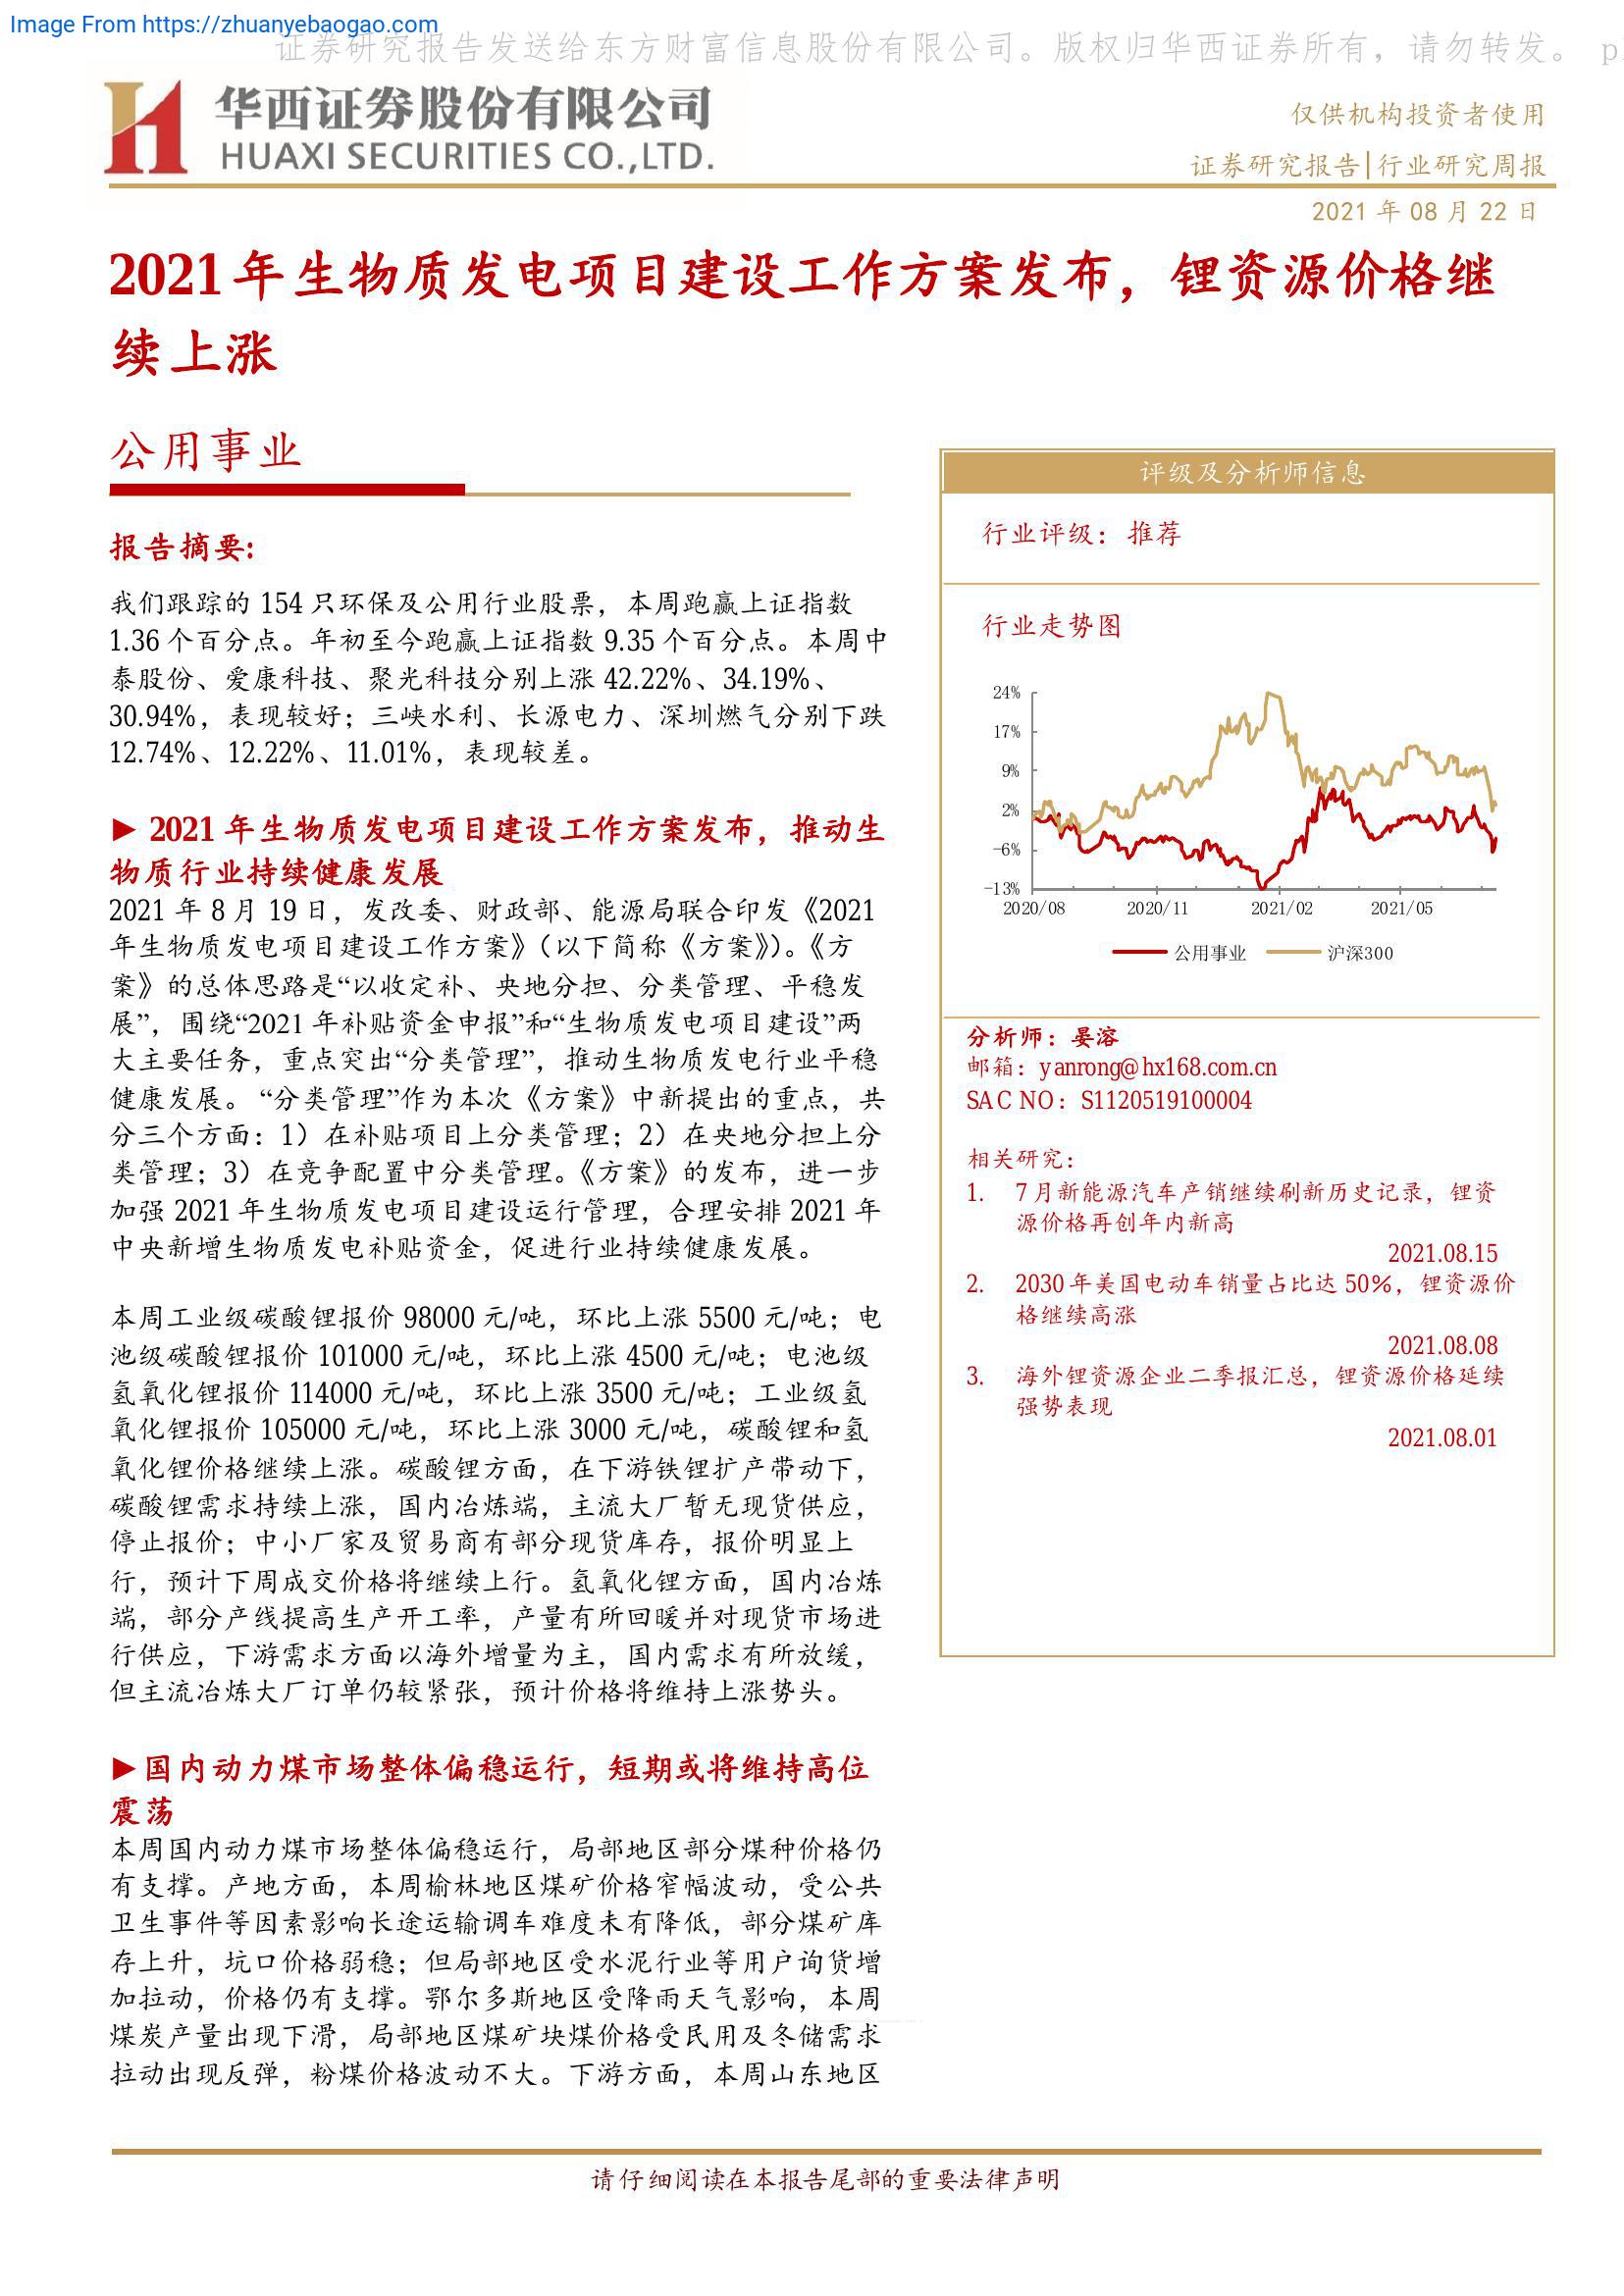 Image From https://zhuanyebaogao.com
证券研究报告发送给东方财富信息股份有限公司。版权归华西证券所有，请勿转发。 p
华西证券股份有限公司
HUAXI SECURITIES CO.,LTD.
仅供机构投资者使用
证券研究报告|行业研究周报
2021 年 08 月 22 日
2021 年生物质发电项目建设工作方案发布，锂资源价格继
续上涨
公用事业
报告摘要:
我们跟踪的 154 只环保及公用行业股票，本周跑赢上证指数
1.36 个百分点。年初至今跑赢上证指数 9.35 个百分点。本周中
泰股份、爱康科技、聚光科技分别上涨 42.22%、34.19%、
30.94%，表现较好；三峡水利、长源电力、深圳燃气分别下跌
12.74%、12.22%、11.01%，表现较差。
►2021 年生物质发电项目建设工作方案发布，推动生
物质行业持续健康发展
2021 年 8 月 19 日，发改委、财政部、能源局联合印发《2021
年生物质发电项目建设工作方案》（以下简称《方案》）。《方
案》的总体思路是“以收定补、央地分担、分类管理、平稳发
展”，围绕“2021 年补贴资金申报”和“生物质发电项目建设”两
大主要任务，重点突出“分类管理”，推动生物质发电行业平稳
健康发展。 “分类管理”作为本次《方案》中新提出的重点，共
分三个方面：1）在补贴项目上分类管理；2）在央地分担上分
类管理；3）在竞争配置中分类管理。《方案》的发布，进一步
加强 2021 年生物质发电项目建设运行管理，合理安排 2021 年
中央新增生物质发电补贴资金，促进行业持续健康发展。
本周工业级碳酸锂报价 98000 元/吨，环比上涨 5500 元/吨；电
池级碳酸锂报价 101000 元/吨，环比上涨 4500 元/吨；电池级
氢氧化锂报价 114000 元/吨，环比上涨 3500 元/吨；工业级氢
氧化锂报价 105000 元/吨，环比上涨 3000 元/吨，碳酸锂和氢
氧化锂价格继续上涨。碳酸锂方面，在下游铁锂扩产带动下，
碳酸锂需求持续上涨，国内冶炼端，主流大厂暂无现货供应，
停止报价；中小厂家及贸易商有部分现货库存，报价明显上
行，预计下周成交价格将继续上行。氢氧化锂方面，国内冶炼
端，部分产线提高生产开工率，产量有所回暖并对现货市场进
行供应，下游需求方面以海外增量为主，国内需求有所放缓，
但主流冶炼大厂订单仍较紧张，预计价格将维持上涨势头。
►国内动力煤市场整体偏稳运行，短期或将维持高位
震荡
本周国内动力煤市场整体偏稳运行，局部地区部分煤种价格仍
有支撑。产地方面，本周榆林地区煤矿价格窄幅波动，受公共
卫生事件等因素影响长途运输调车难度未有降低，部分煤矿库
存上升，坑口价格弱稳；但局部地区受水泥行业等用户询货增
加拉动，价格仍有支撑。鄂尔多斯地区受降雨天气影响，本周
煤炭产量出现下滑，局部地区煤矿块煤价格受民用及冬储需求
拉动出现反弹，粉煤价格波动不大。下游方面，本周山东地区
评级及分析师信息
行业评级：推荐
行业走势图
24%
17%
9%
2%
-6%
-13%
2020/08 2020/11 2021/02 2021/05
公用事业 沪深300
分析师：晏溶
邮箱：yanrong@hx168.com.cn
SAC NO：S1120519100004
相关研究：
1. 7 月新能源汽车产销继续刷新历史记录，锂资
源价格再创年内新高
2021.08.15
2. 2030 年美国电动车销量占比达 50%，锂资源价
格继续高涨
2021.08.08
3. 海外锂资源企业二季报汇总，锂资源价格延续
强势表现
2021.08.01
请仔细阅读在本报告尾部的重要法律声明